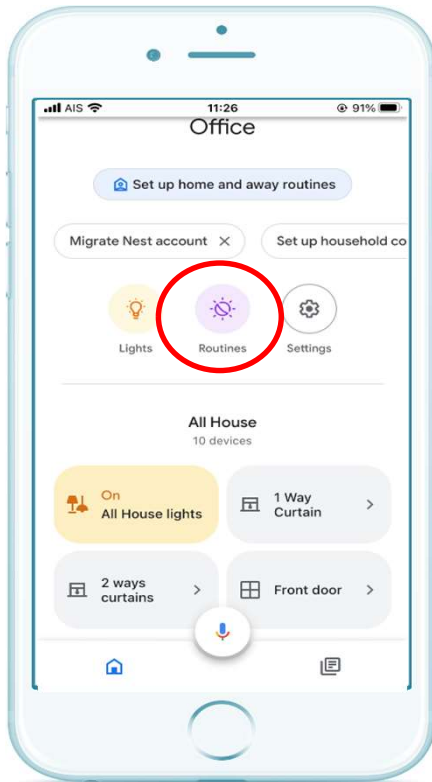 AIS 11:26 91%
Office
Set up home and away routines
Migrate Nest account Set up household co
Lights Routines Settings
All House
10 devices
On
All House lights
1 Way
Curtain
2 ways
curtains
Front door